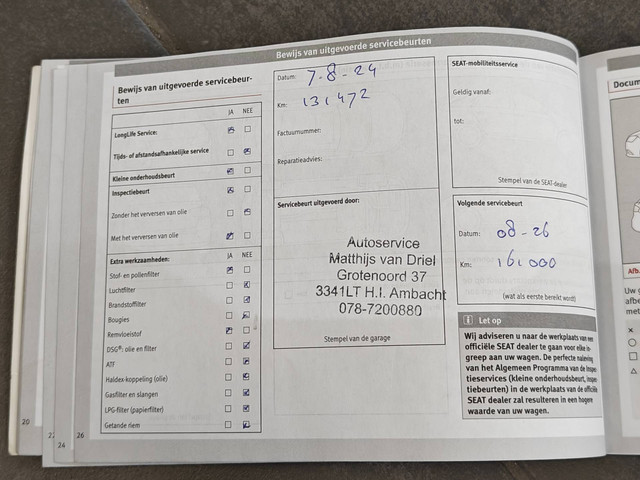 Bewijs van uitgevoerde servicebeurten
Bewijs van uitgevoerde servicebeur-
ten
JA NEE
LongLife Service:
Tijds- of afstandsafhankelijke service
Kleine onderhoudsbeurt
Inspectiebeurt
Zonder het verversen van olie
Met het verversen van olie
Extra werkzaamheden: JA NEE
Stof- en pollenfilter
Luchtfilter
Brandstoffilter
Bougies
Remvloeistof
DSG®: olie en filter
ATF
Haldex-koppeling (olie)
Gasfilter en slangen
LPG-filter (papierfilter)
Getande riem
Datum: 7-8-24
Km: 131472
Factuurnummer:
Reparatieadvies:
Servicebeurt uitgevoerd door:
Autoservice
Matthijs van Driel
Grotenoord 37
3341LT H.I. Ambacht
078-7200880
Stempel van de garage
SEAT-mobiliteitsservice
Geldig vanaf:
tot:
Stempel van de SEAT-dealer
Volgende servicebeurt
Datum: 08-26
Km: 161000
(wat als eerste bereikt wordt)
Let op
Wij adviseren u naar de werkplaats van een
officiële SEAT dealer te gaan voor elke in-
greep aan uw wagen. De perfecte naleving
van het Algemeen Programma van de Inspec-
tieservices (kleine onderhoudsbeurt, inspec-
tiebeurten) in de werkplaats van de officiële
SEAT dealer zal resulteren in een hogere
waarde van uw wagen.
20
24
26
Docum
Afb.
Uw
afbe
met